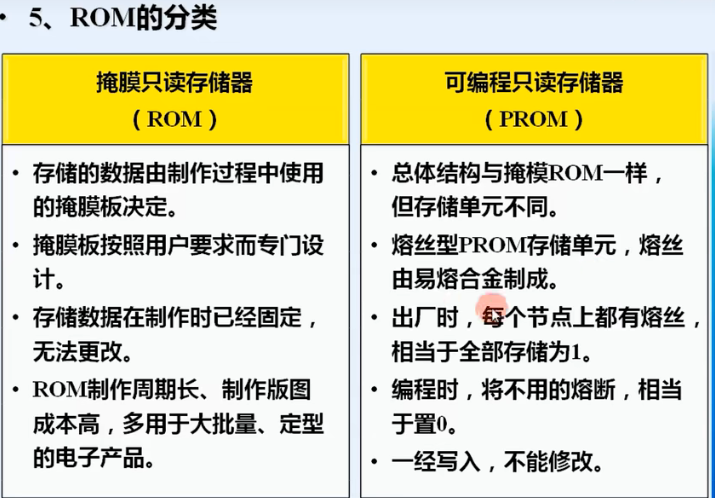 • 5、ROM的分类
掩膜只读存储器
（ROM）
• 存储的数据由制作过程中使用
的掩膜板决定。
• 掩膜板按照用户要求而专门设
计。
• 存储数据在制作时已经固定，
无法更改。
• ROM制作周期长、制作版图
成本高，多用于大批量、定型
的电子产品。
可编程只读存储器
（PROM）
• 总体结构与掩模ROM一样，
但存储单元不同。
• 熔丝型PROM存储单元，熔丝
由易熔合金制成。
• 出厂时，每个节点上都有熔丝，
相当于全部存储为1。
• 编程时，将不用的熔断，相当
于置0。
• 一经写入，不能修改。